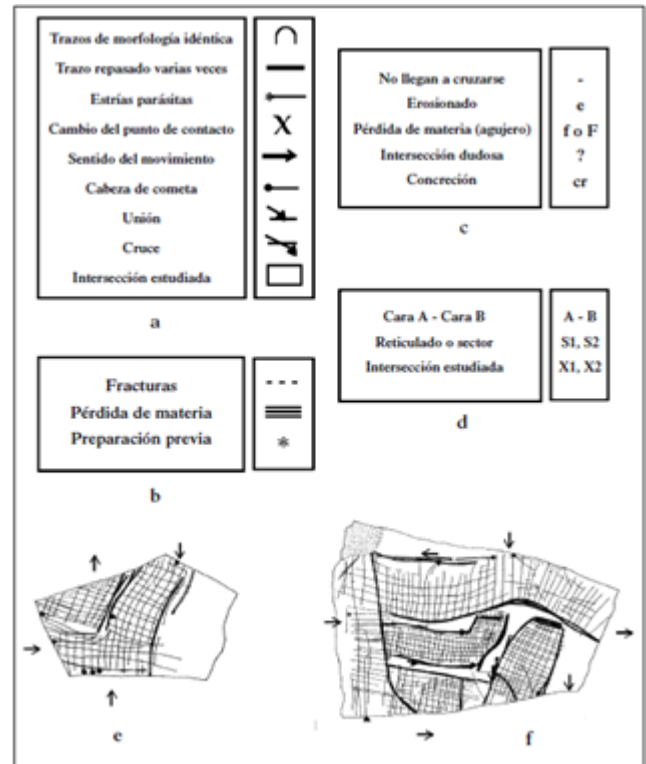 Trazos de morfología idéntica ∩
Trazo repasado varias veces
Estrías parásitas
Cambio del punto de contacto X
Sentido del movimiento
Cabeza de cometa
Unión
Cruce
Intersección estudiada
a
Fracturas - - -
Pérdida de materia
Preparación previa *
b
No llegan a cruzarse -
Erosionado e
Pérdida de materia (agujero) f o F
Intersección dudosa ?
Concreción cr
c
Cara A - Cara B A - B
Reticulado o sector S1, S2
Intersección estudiada X1, X2
d
e
f